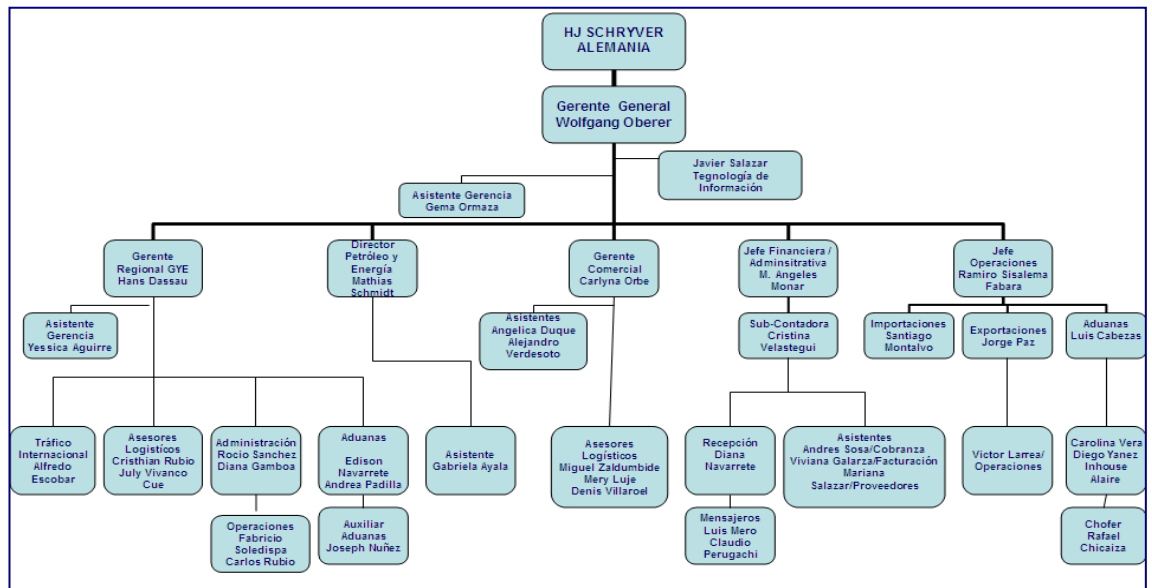 HJ SCHRYVER
ALEMANIA
Gerente General
Wolfgang Oberer
Javier Salazar
Tegnología de
Información
Asistente Gerencia
Gema Ormaza
Gerente
Regional GYE
Hans Dassau
Director
Petróleo y
Energía
Mathias
Schmidt
Gerente
Comercial
Carlyna Orbe
Jefe Financiera /
Adminsitrativa
M. Angeles
Monar
Jefe
Operaciones
Ramiro Sisalema
Fabara
Asistente
Gerencia
Yessica Aguirre
Asistentes
Angelica Duque
Alejandro
Verdesoto
Sub-Contadora
Cristina
Velastegui
Importaciones
Santiago
Montalvo
Exportaciones
Jorge Paz
Aduanas
Luis Cabezas
Tráfico
Internacional
Alfredo
Escobar
Asesores
Logisticos
Cristhian Rubio
July Vivanco
Cue
Administración
Rocio Sanchez
Diana Gamboa
Aduanas
Edison
Navarrete
Andrea Padilla
Asistente
Gabriela Ayala
Asesores
Logísticos
Miguel Zaldumbide
Mery Luje
Denis Villaroel
Recepción
Diana
Navarrete
Asistentes
Andres Sosa/Cobranza
Viviana Galarza/Facturación
Mariana
Salazar/Proveedores
Victor Larrea/
Operaciones
Carolina Vera
Diego Yanez
Inhouse
Alaire
Operaciones
Fabricio
Soledispa
Carlos Rubio
Auxiliar
Aduanas
Joseph Nuñez
Mensajeros
Luis Mero
Claudio
Perugachi
Chofer
Rafael
Chicaiza